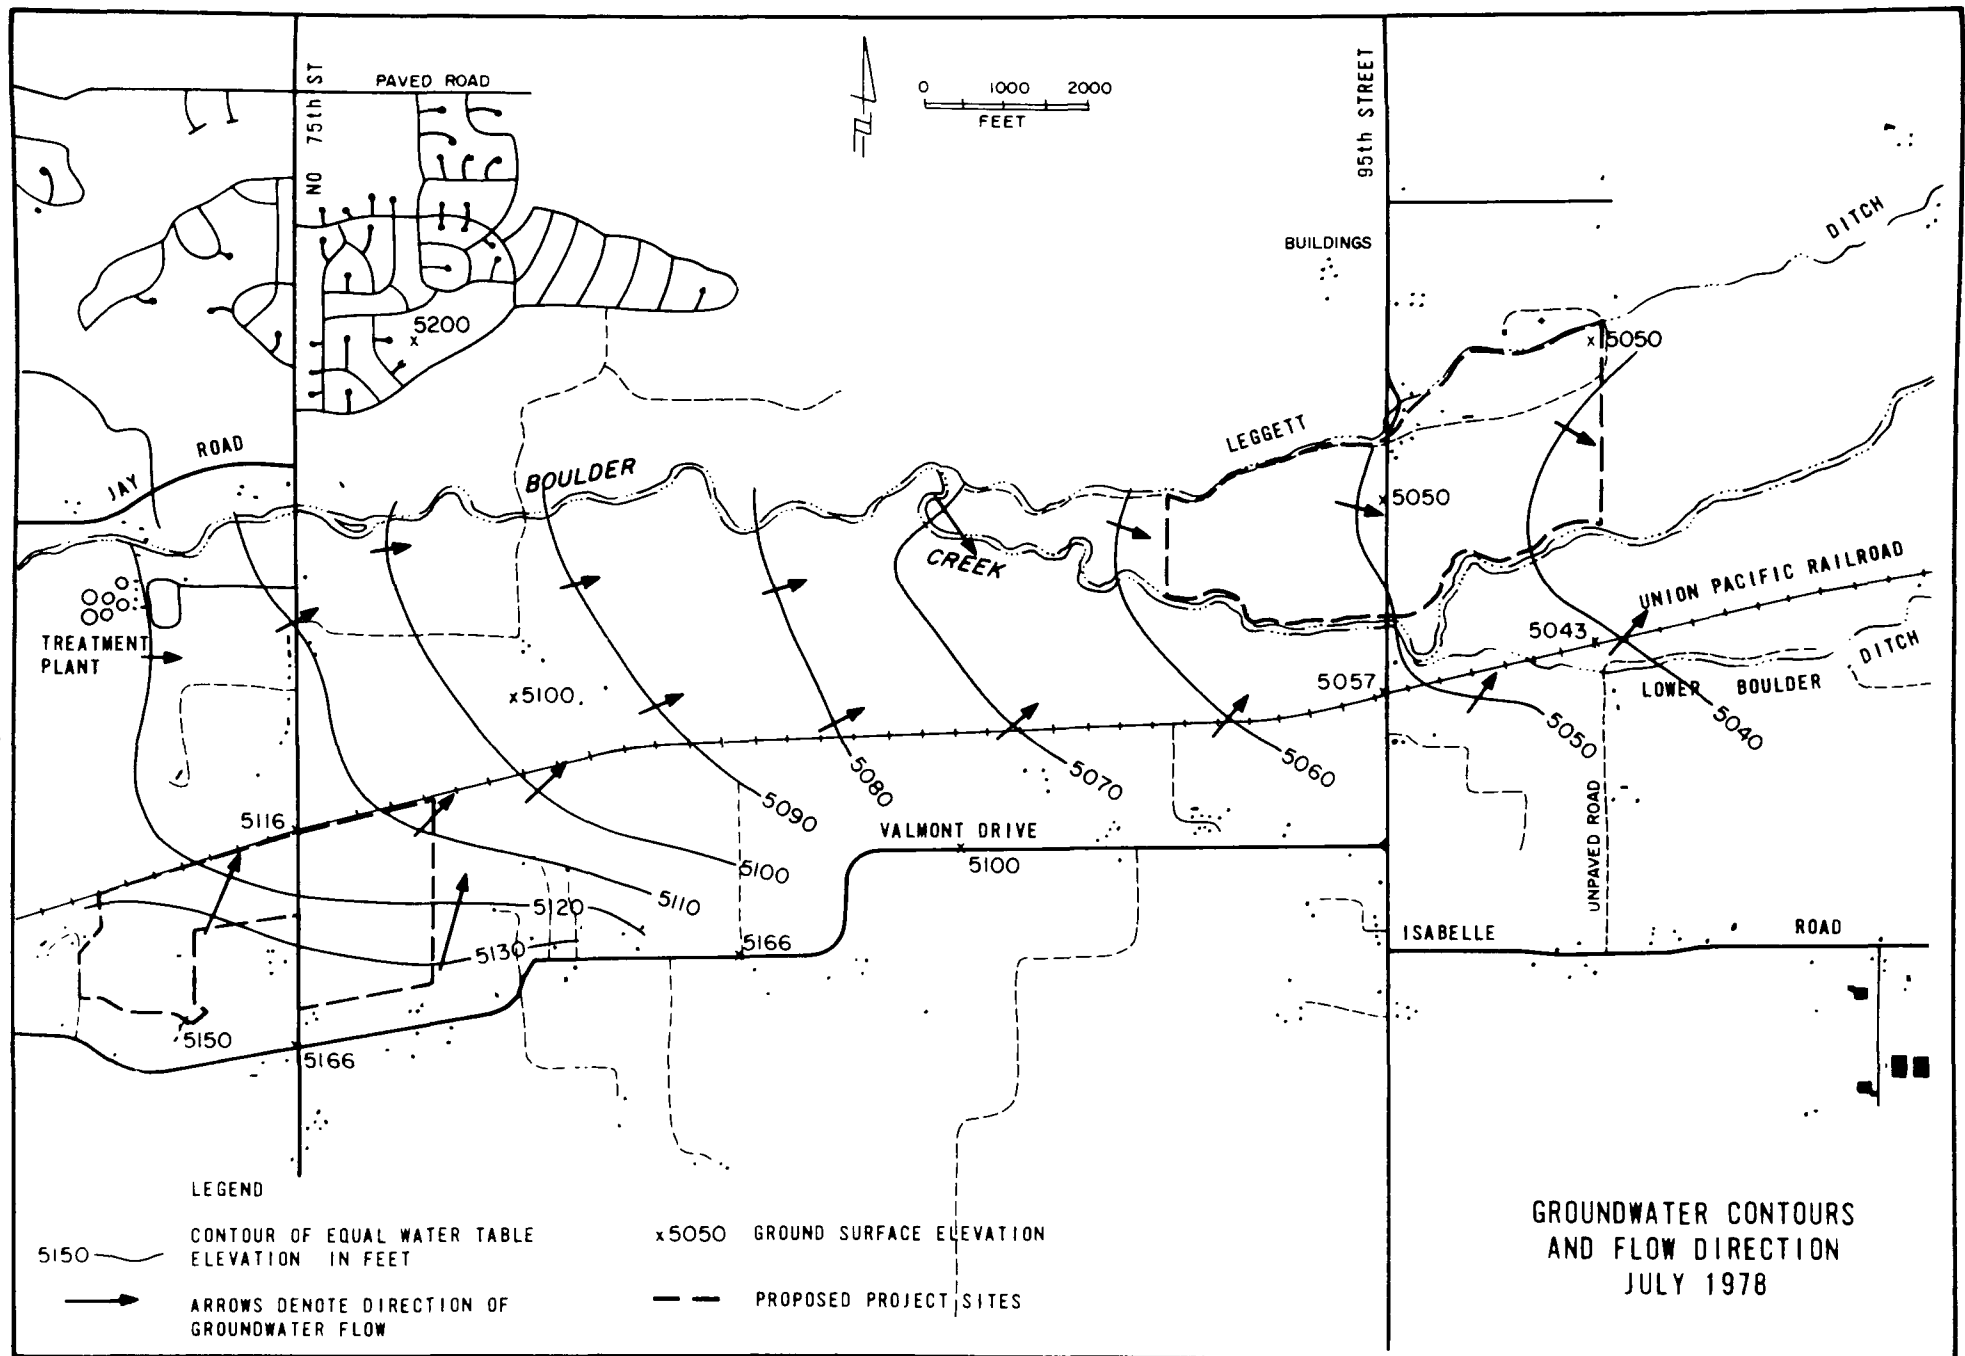 PAVED ROAD
NO 75th ST
0 1000 2000
FEET
95th STREET
BUILDINGS
DITCH
5200
x 5050
JAY ROAD
BOULDER
CREEK
LEGGETT
x 5050
UNION PACIFIC RAILROAD
TREATMENT
PLANT
x 5100
5043 x
5057
LOWER BOULDER
DITCH
5040
5050
5060
5070
5080
5090
5100
5110
5120
5130
5116
VALMONT DRIVE
5100
UNPAVED ROAD
5166
ISABELLE ROAD
5150
5166
LEGEND
5150
CONTOUR OF EQUAL WATER TABLE
ELEVATION IN FEET
x 5050 GROUND SURFACE ELEVATION
ARROWS DENOTE DIRECTION OF
GROUNDWATER FLOW
PROPOSED PROJECT SITES
GROUNDWATER CONTOURS
AND FLOW DIRECTION
JULY 1978